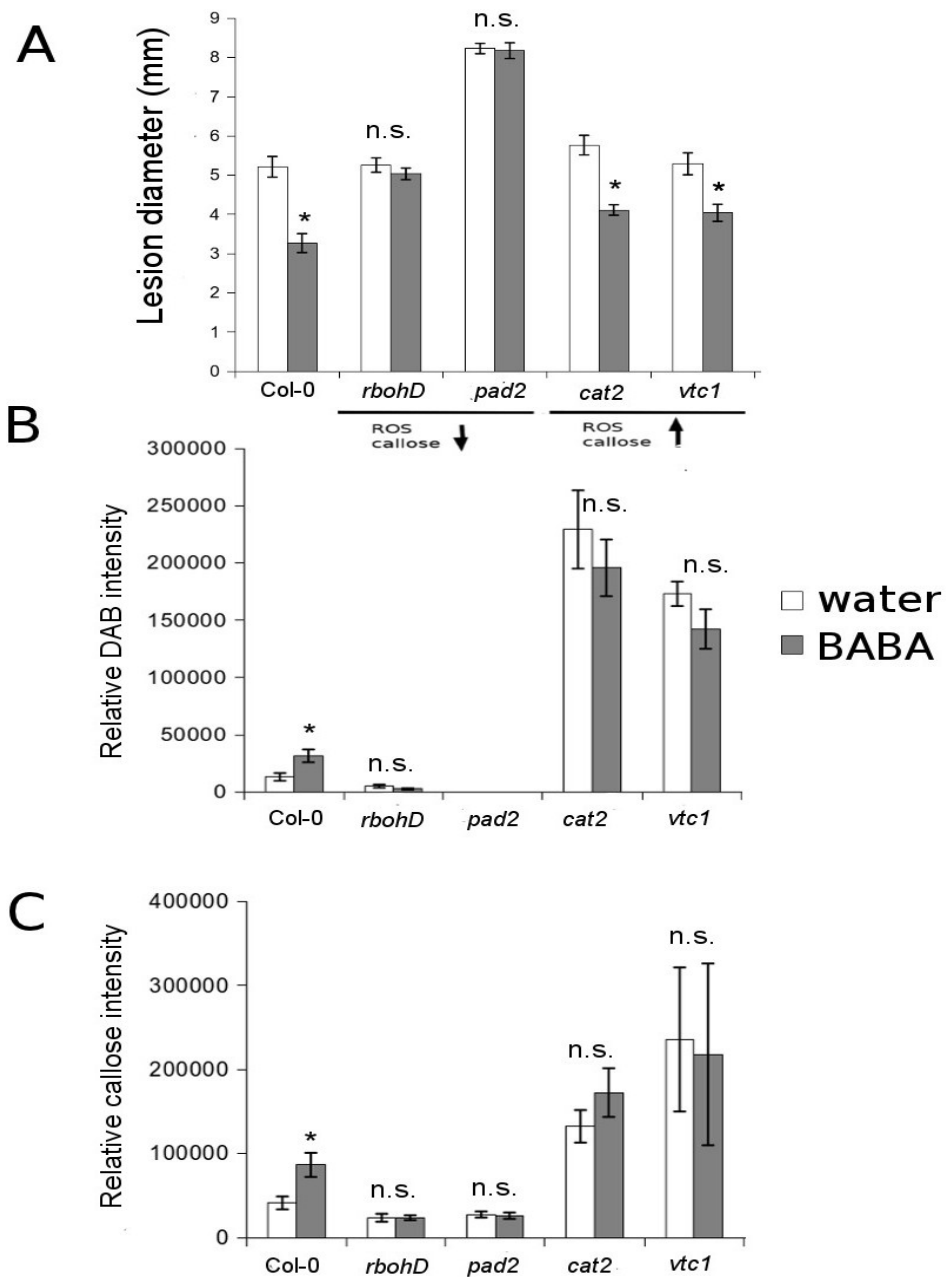 A
Lesion diameter (mm)
9
8
7
6
5
4
3
2
1
0
*
n.s.
n.s.
*
*
Col-0 rbohD pad2 cat2 vtc1
ROS
callose
ROS
callose
B
Relative DAB intensity
300000
250000
200000
150000
100000
50000
0
*
n.s.
n.s.
n.s.
Col-0 rbohD pad2 cat2 vtc1
water
BABA
C
Relative callose intensity
400000
300000
200000
100000
0
*
n.s.
n.s.
n.s.
n.s.
Col-0 rbohD pad2 cat2 vtc1